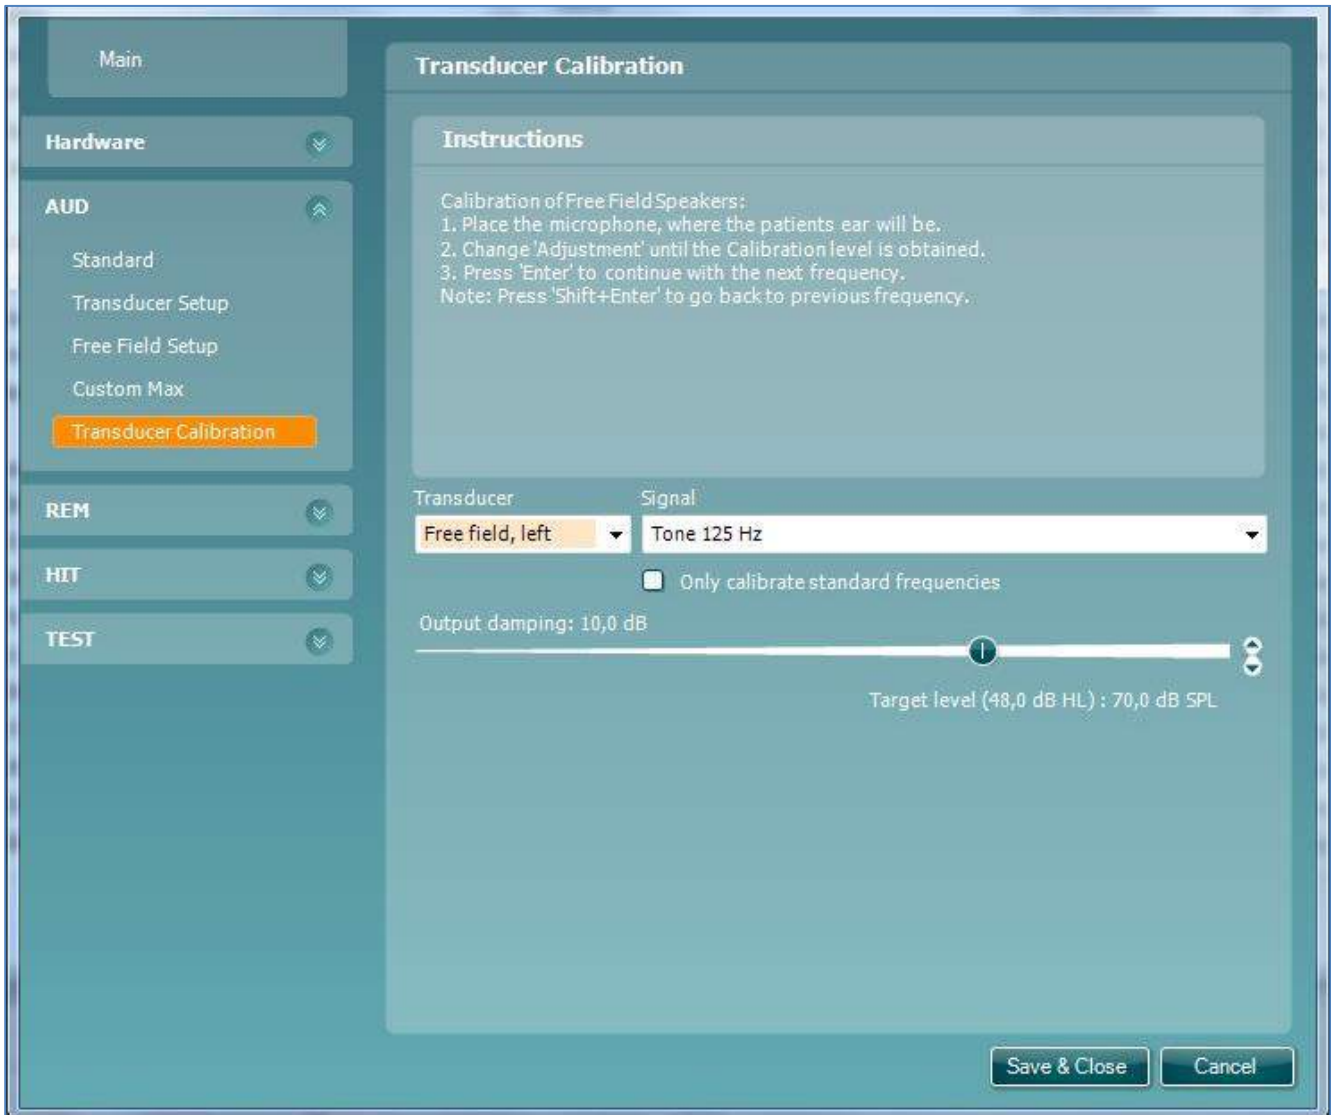 Main
Hardware
AUD
Standard
Transducer Setup
Free Field Setup
Custom Max
Transducer Calibration
REM
HIT
TEST
Transducer Calibration
Instructions
Calibration of Free Field Speakers:
1. Place the microphone, where the patients ear will be.
2. Change 'Adjustment' until the Calibration level is obtained.
3. Press 'Enter' to continue with the next frequency.
Note: Press 'Shift+Enter' to go back to previous frequency.
Transducer Signal
Free field, left Tone 125 Hz
Only calibrate standard frequencies
Output damping: 10,0 dB
Target level (48,0 dB HL) : 70,0 dB SPL
Save & Close Cancel